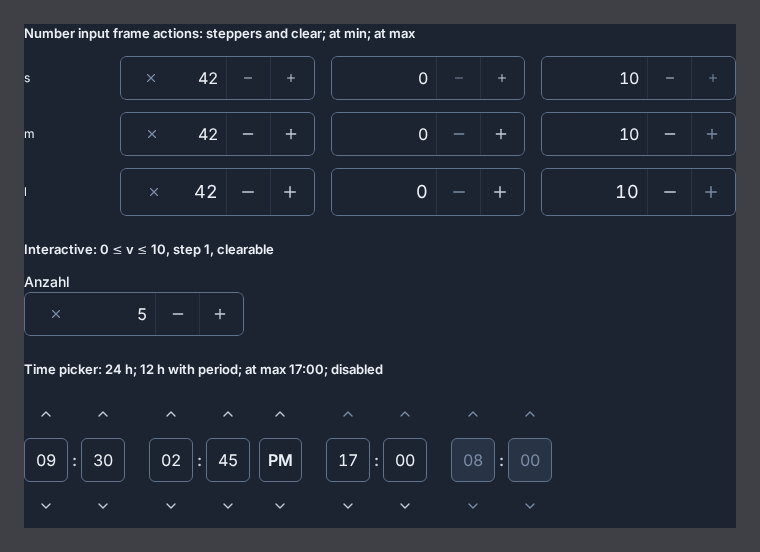 Number input frame actions: steppers and clear; at min; at max
s × 42 − + 0 − + 10 − +
m × 42 − + 0 − + 10 − +
l × 42 − + 0 − + 10 − +
Interactive: 0 ≤ v ≤ 10, step 1, clearable
Anzahl
× 5 − +
Time picker: 24 h; 12 h with period; at max 17:00; disabled
09 : 30 02 : 45 PM 17 : 00 08 : 00